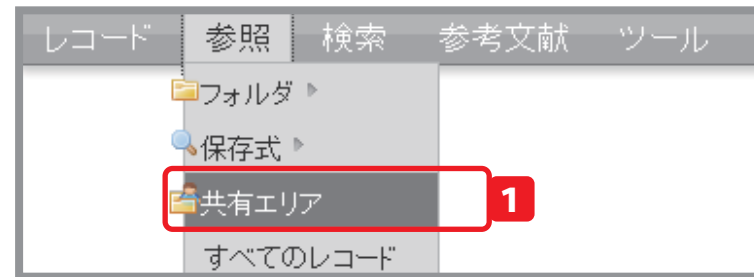 レコード 参照 検索 参考文献 ツール
フォルダ
保存式
共有エリア 1
すべてのレコード